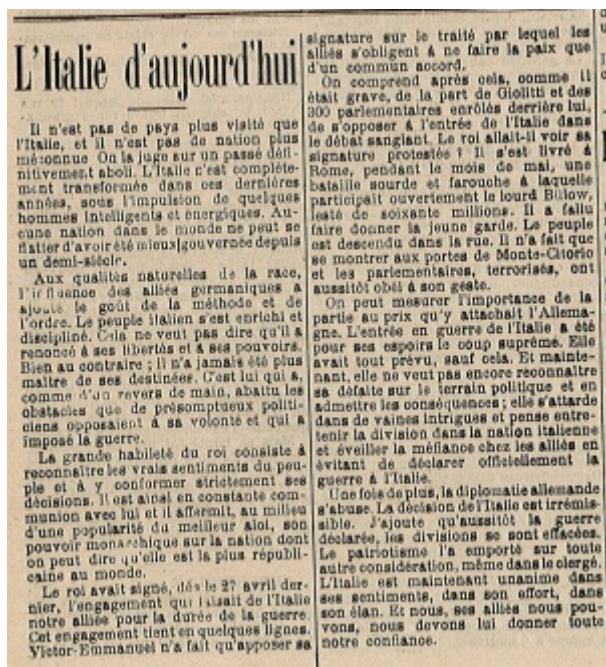 L'Italie d'aujourd'hui
Il n'est pas de pays plus visité que
l'Italie, et il n'est pas de nation plus
méconnue On la juge sur un passé défi-
nitivement aboli. L'Italie s'est complète-
ment transformée dans ces dernières
années, sous l'impulsion de quelques
hommes intelligents et énergiques. Au-
cune nation dans le monde ne peut se
flatter d'avoir été mieux gouvernée depuis
un demi-siècle.
Aux qualités naturelles de la race,
l'influence des alliés germaniques a
ajouté le goût de la méthode et de
l'ordre. Le peuple italien s'est enrichi et
discipliné. Cela ne veut pas dire qu'il a
renoncé à ses libertés et à ses pouvoirs.
Bien au contraire ; il n'a jamais été plus
maître de ses destinées. C'est lui qui a,
comme d'un revers de main, abattu les
obstacles que de présomptueux politi-
ciens opposaient à sa volonté et qui a
imposé la guerre.
La grande habileté du roi consiste à
reconnaître les vrais sentiments du peu-
ple et à y conformer strictement ses
décisions. Il est ainsi en constante com-
munion avec lui et il affermit, au milieu
d'une popularité du meilleur aloi, son
pouvoir monarchique sur la nation dont
on peut dire qu'elle est la plus républi-
caine au monde.
Le roi avait signé, dès le 27 avril der-
nier, l'engagement qui faisait de l'Italie
notre alliée pour la durée de la guerre.
Cet engagement tient en quelques lignes.
Victor-Emmanuel n'a fait qu'apposer sa
signature sur le traité par lequel les
alliés s'obligent à ne faire la paix que
d'un commun accord.
On comprend après cela, comme il
était grave, de la part de Giolitti et des
300 parlementaires enrôlés derrière lui,
de s'opposer à l'entrée de l'Italie dans
le débat sanglant. Le roi allait-il voir sa
signature protestée ? Il s'est livré à
Rome, pendant le mois de mai, une
bataille sourde et farouche à laquelle
participait ouvertement le lourd Bülow,
lesté de soixante millions. Il a fallu
faire donner la jeune garde. Le peuple
est descendu dans la rue. Il n'a fait que
se montrer aux portes de Monte-Citorio
et les parlementaires, terrorisés, ont
aussitôt obéi à son geste.
On peut mesurer l'importance de la
partie au prix qu'y attachait l'Allema-
gne. L'entrée en guerre de l'Italie a été
pour ses espoirs le coup suprême. Elle
avait tout prévu, sauf cela. Et mainte-
nant, elle ne veut pas encore reconnaître
sa défaite sur le terrain politique et en
admettre les conséquences ; elle s'attarde
dans de vaines intrigues et pense entre-
tenir la division dans la nation italienne
et éveiller la méfiance chez les alliés en
évitant de déclarer officiellement la
guerre à l'Italie.
Une fois de plus, la diplomatie allemande
s'abuse. La décision de l'Italie est irrémis-
sible. J'ajoute qu'aussitôt la guerre
déclarée, les divisions se sont effacées.
Le patriotisme l'a emporté sur toute
autre considération, même dans le clergé.
L'Italie est maintenant unanime dans
ses sentiments, dans son effort, dans
son élan. Et nous, ses alliés nous pou-
vons, nous devons lui donner toute
notre confiance.